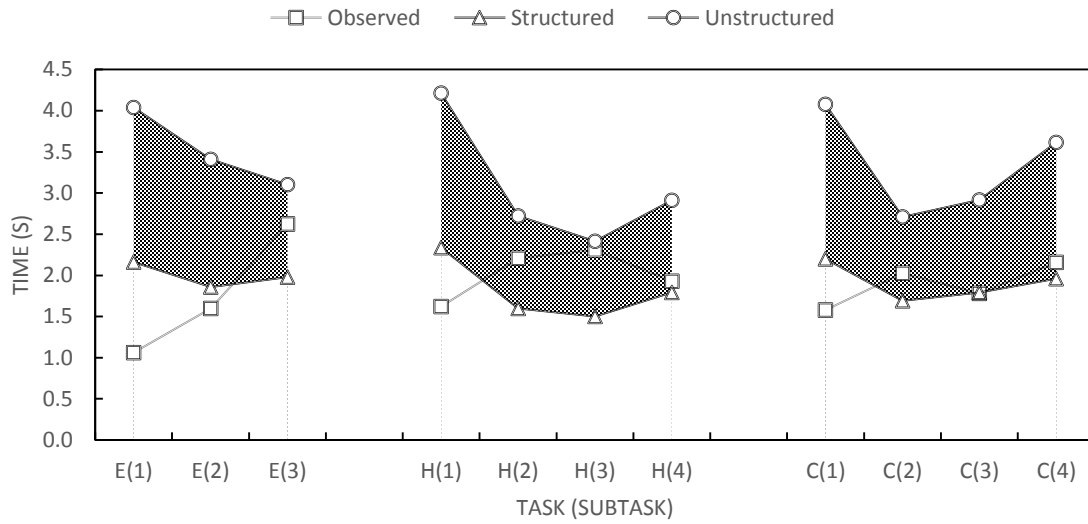 Observed Structured Unstructured
4.5
4.0
3.5
3.0
2.5
2.0
1.5
1.0
0.5
0.0
TIME (S)
E(1) E(2) E(3) H(1) H(2) H(3) H(4) C(1) C(2) C(3) C(4)
TASK (SUBTASK)